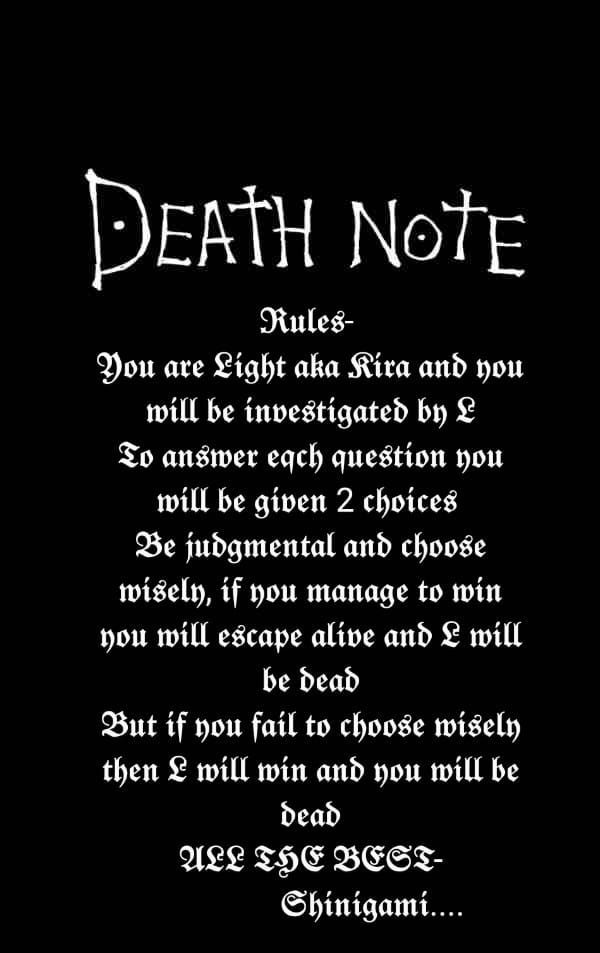 DEATH NOTE
Rules-
You are Light aka Kira and you
will be investigated by L
To answer eqch question you
will be given 2 choices
Be judgmental and choose
wisely, if you manage to win
you will escape alive and L will
be dead
But if you fail to choose wisely
then L will win and you will be
dead
ALL THE BEST-
Shinigami....